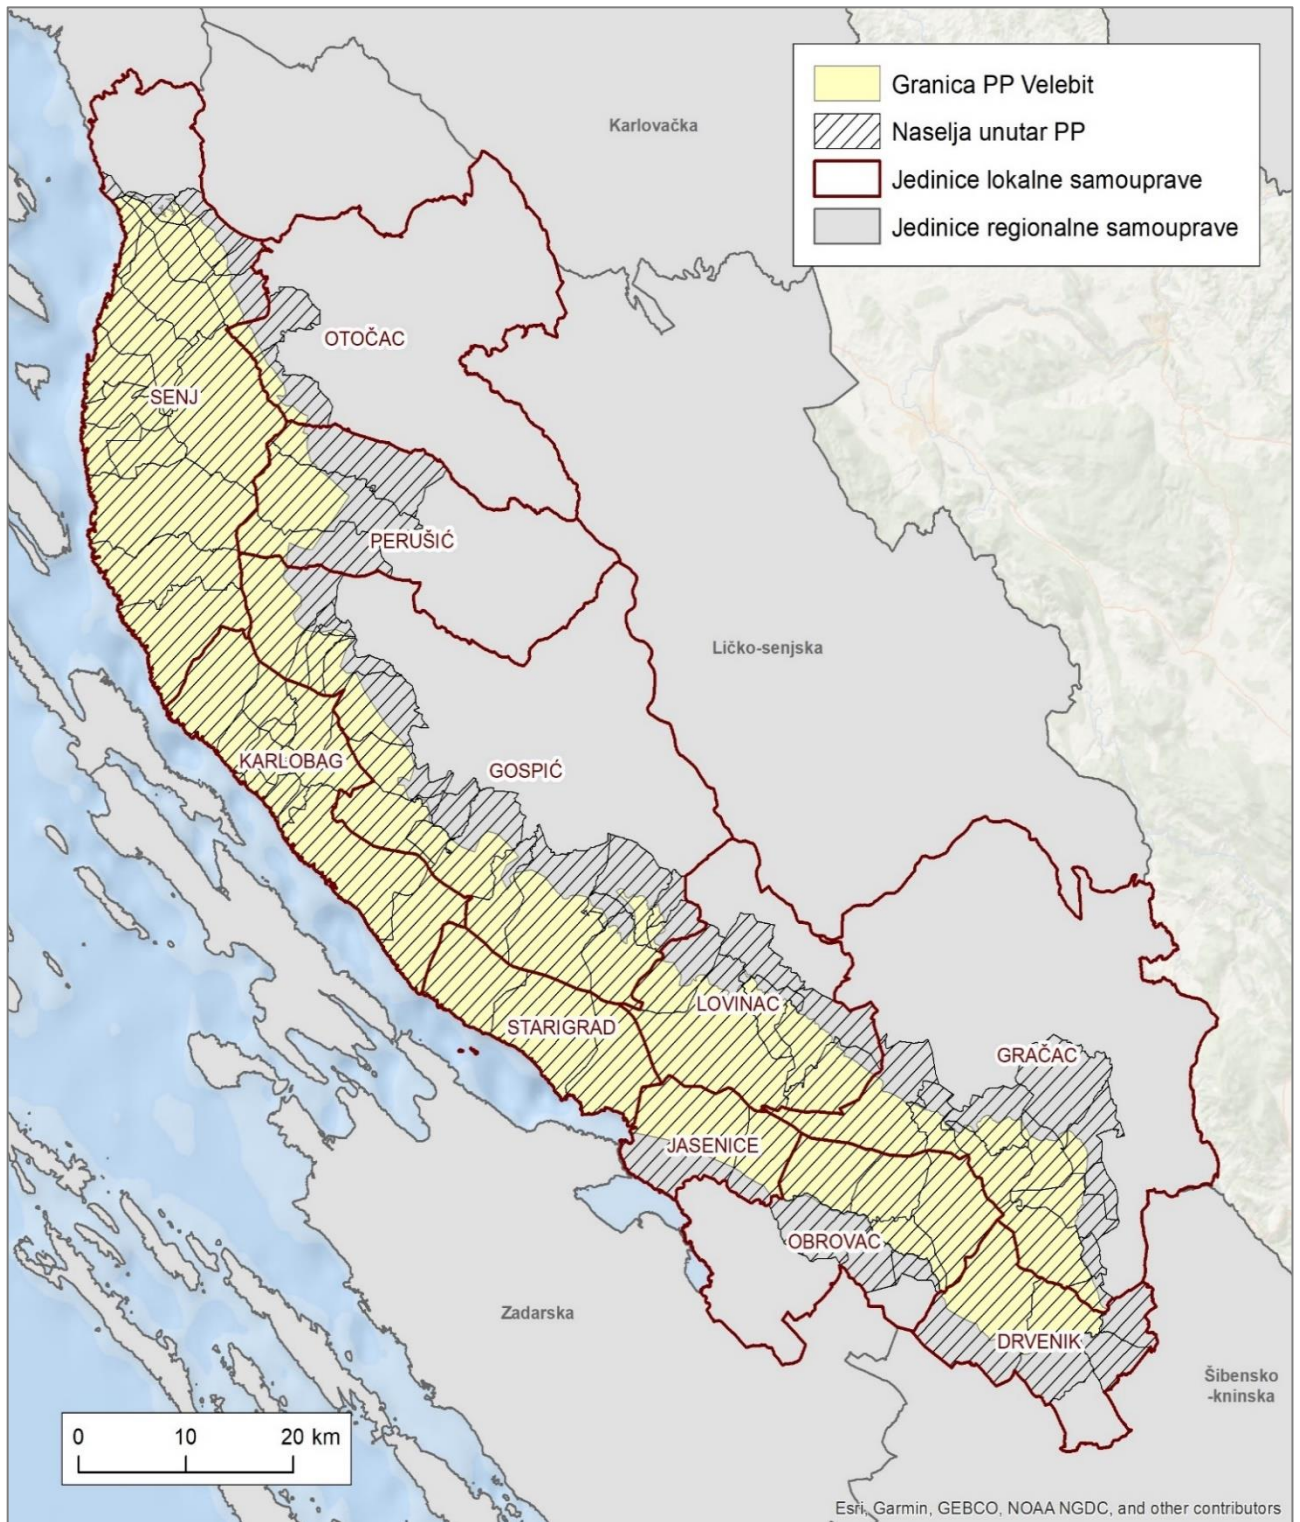 Granica PP Velebit
Naselja unutar PP
Jedinice lokalne samouprave
Jedinice regionalne samouprave
Karlovačka
OTOČAC
SENJ
PERUŠIĆ
Ličko-senjska
KARLOBAG
GOSPIĆ
LOVINAC
STARIGRAD
GRAČAC
JASENICE
OBROVAC
Zadarska
DRVENIK
Šibensko
-kninska
0 10 20 km
Esri, Garmin, GEBCO, NOAA NGDC, and other contributors